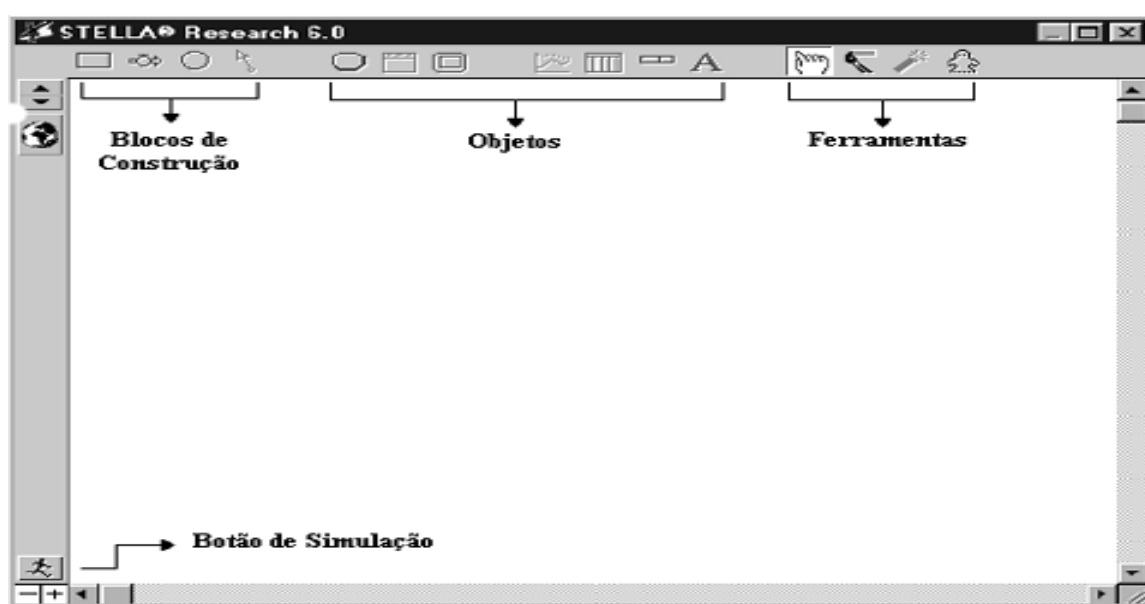 STELLA® Research 6.0
A
Blocos de
Construção
Objetos
Ferramentas
Botão de Simulação